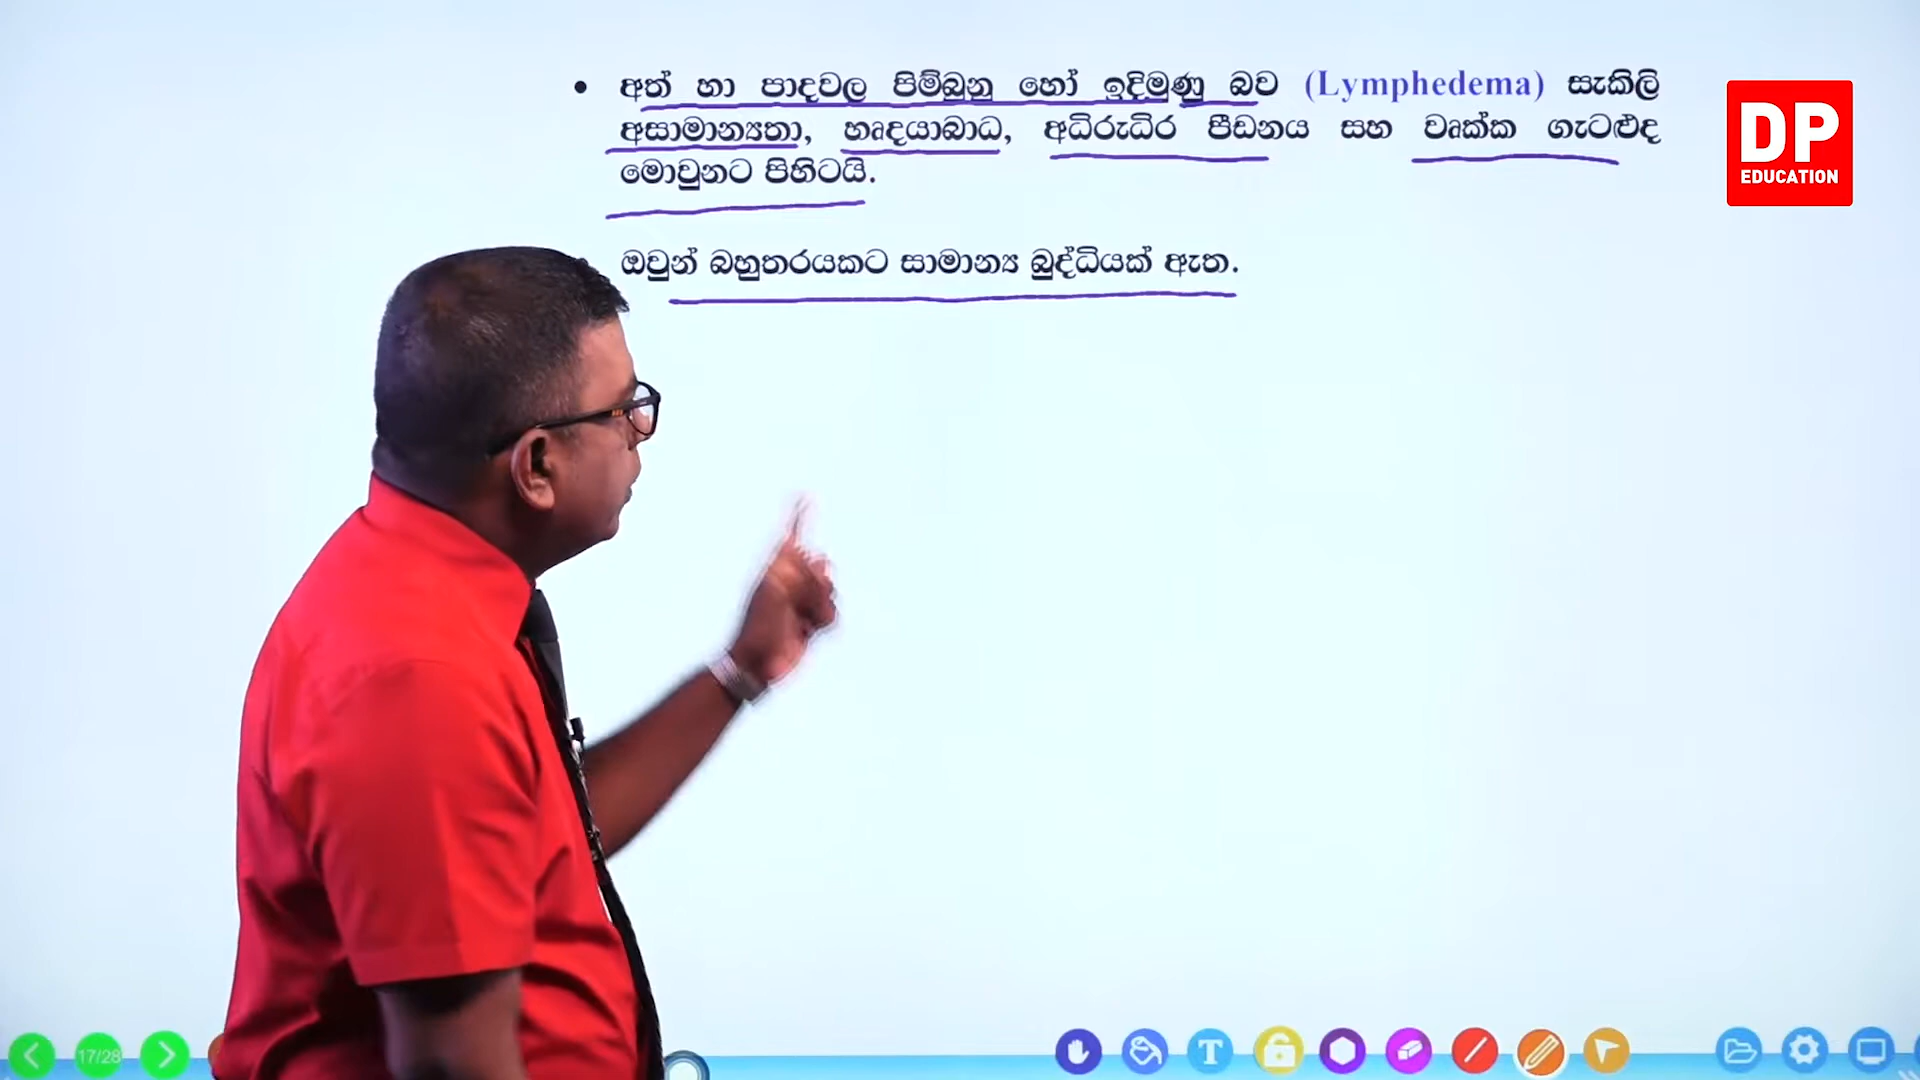 • අත් හා පාදවල පිම්බුනු හෝ ඉදිමුණු බව (Lymphedema) සැකිලි
අසාමාන්‍යතා, හෘදයාබාධ, අධිරුධිර පීඩනය සහ වෘක්ක ගැටළුද
මොවුනට පිහිටයි.
ඔවුන් බහුතරයකට සාමාන්‍ය බුද්ධියක් ඇත.
DP
EDUCATION
17/28
T